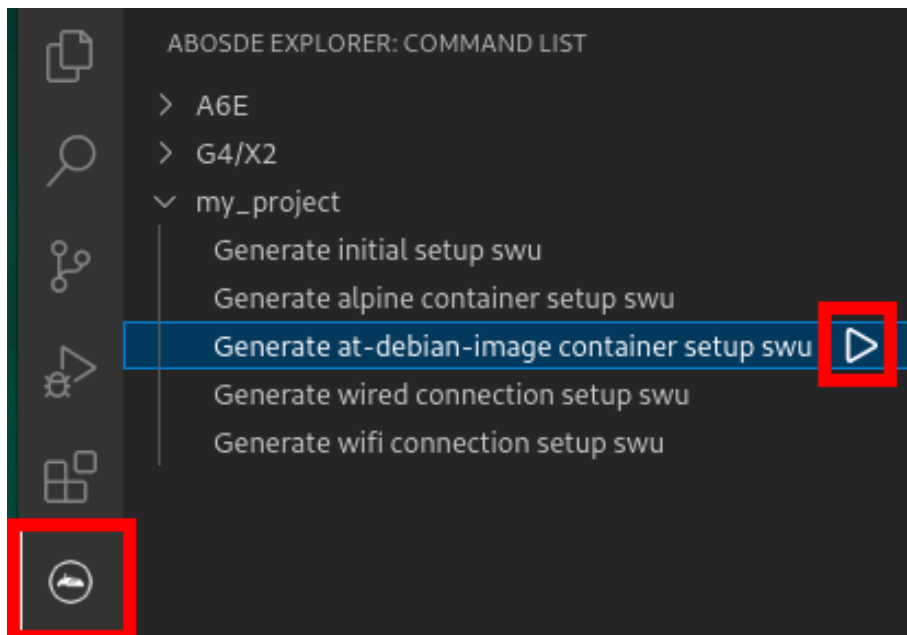 ABOSDE EXPLORER: COMMAND LIST
A6E
G4/X2
my_project
Generate initial setup swu
Generate alpine container setup swu
Generate at-debian-image container setup swu
Generate wired connection setup swu
Generate wifi connection setup swu